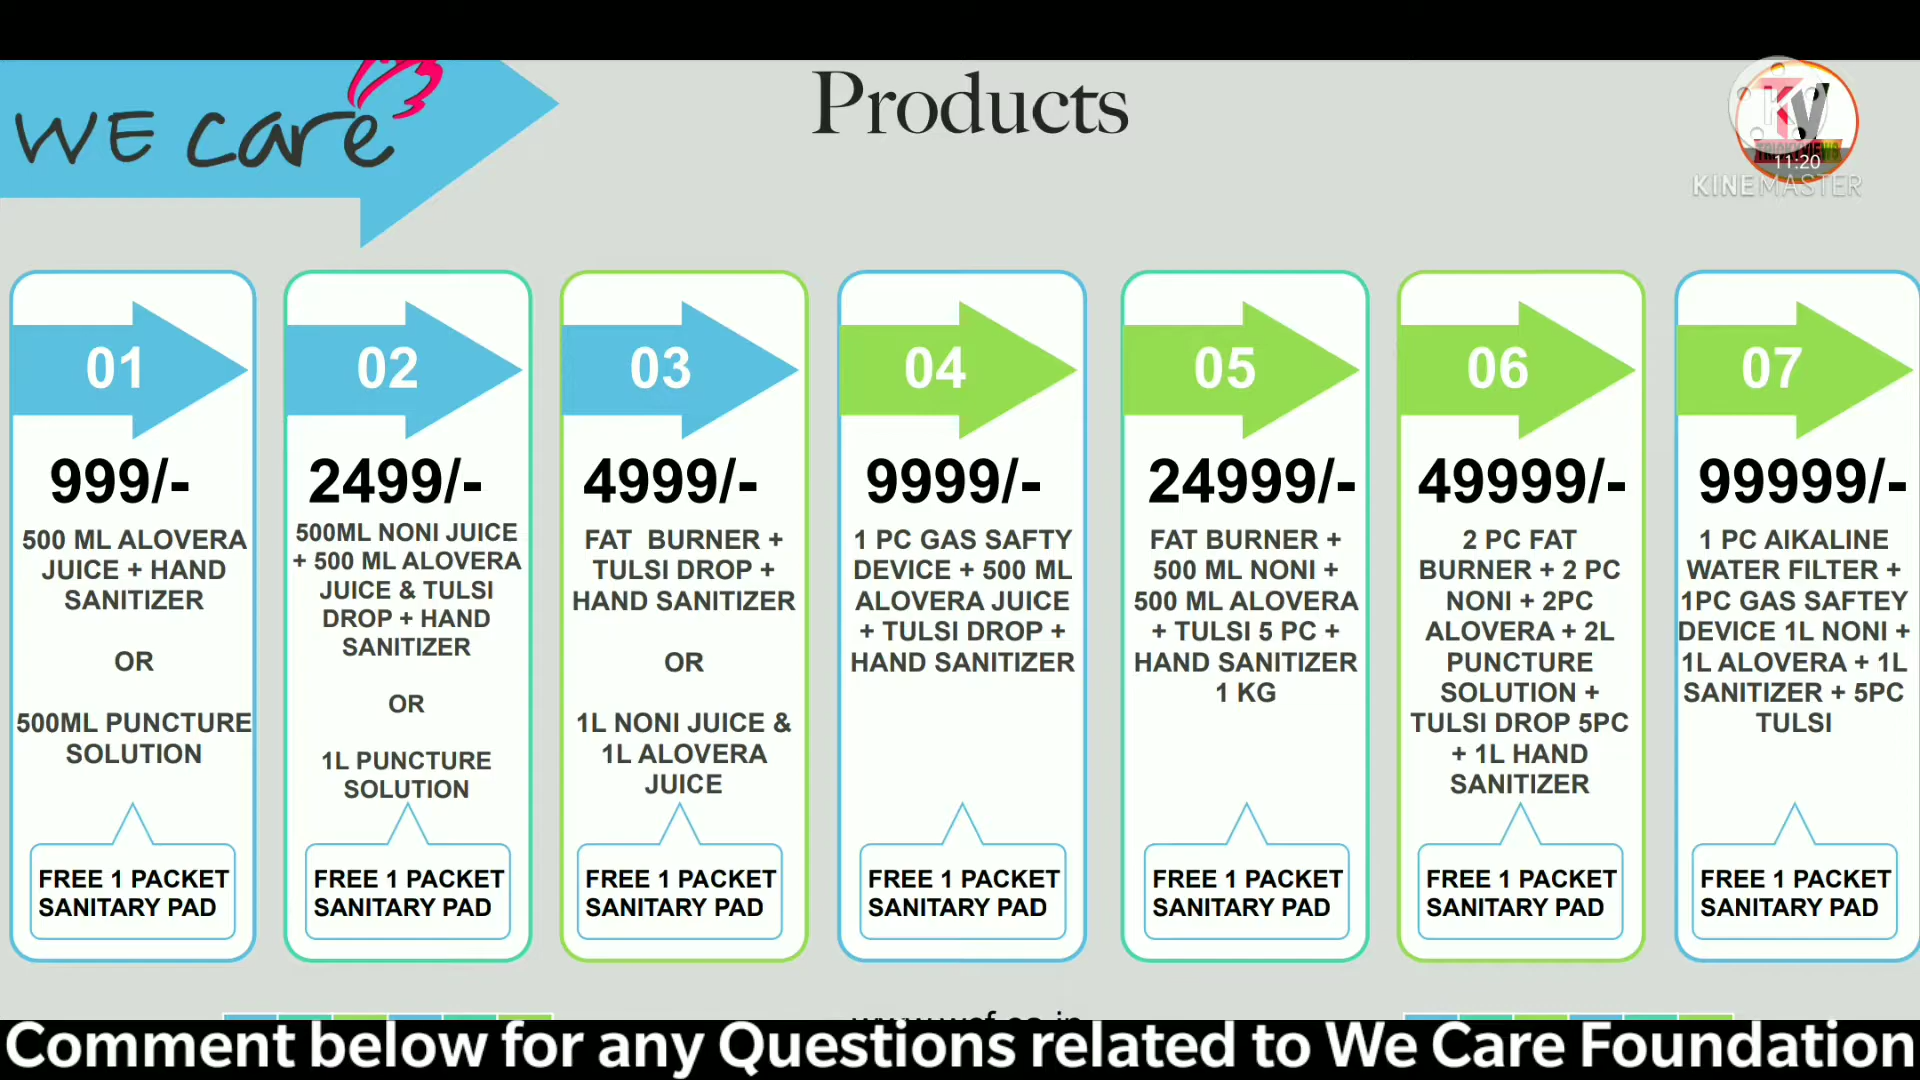 WE care
Products
KV
11:20
KINEMASTER
01
999/-
500 ML ALOVERA
JUICE + HAND
SANITIZER
OR
500ML PUNCTURE
SOLUTION
FREE 1 PACKET
SANITARY PAD
02
2499/-
500ML NONI JUICE
+ 500 ML ALOVERA
JUICE & TULSI
DROP + HAND
SANITIZER
OR
1L PUNCTURE
SOLUTION
FREE 1 PACKET
SANITARY PAD
03
4999/-
FAT BURNER +
TULSI DROP +
HAND SANITIZER
OR
1L NONI JUICE &
1L ALOVERA
JUICE
FREE 1 PACKET
SANITARY PAD
04
9999/-
1 PC GAS SAFTY
DEVICE + 500 ML
ALOVERA JUICE
+ TULSI DROP +
HAND SANITIZER
FREE 1 PACKET
SANITARY PAD
05
24999/-
FAT BURNER +
500 ML NONI +
500 ML ALOVERA
+ TULSI 5 PC +
HAND SANITIZER
1 KG
FREE 1 PACKET
SANITARY PAD
06
49999/-
2 PC FAT
BURNER + 2 PC
NONI + 2PC
ALOVERA + 2L
PUNCTURE
SOLUTION +
TULSI DROP 5PC
+ 1L HAND
SANITIZER
FREE 1 PACKET
SANITARY PAD
07
99999/-
1 PC AIKALINE
WATER FILTER +
1PC GAS SAFTEY
DEVICE 1L NONI +
1L ALOVERA + 1L
SANITIZER + 5PC
TULSI
FREE 1 PACKET
SANITARY PAD
Comment below for any Questions related to We Care Foundation